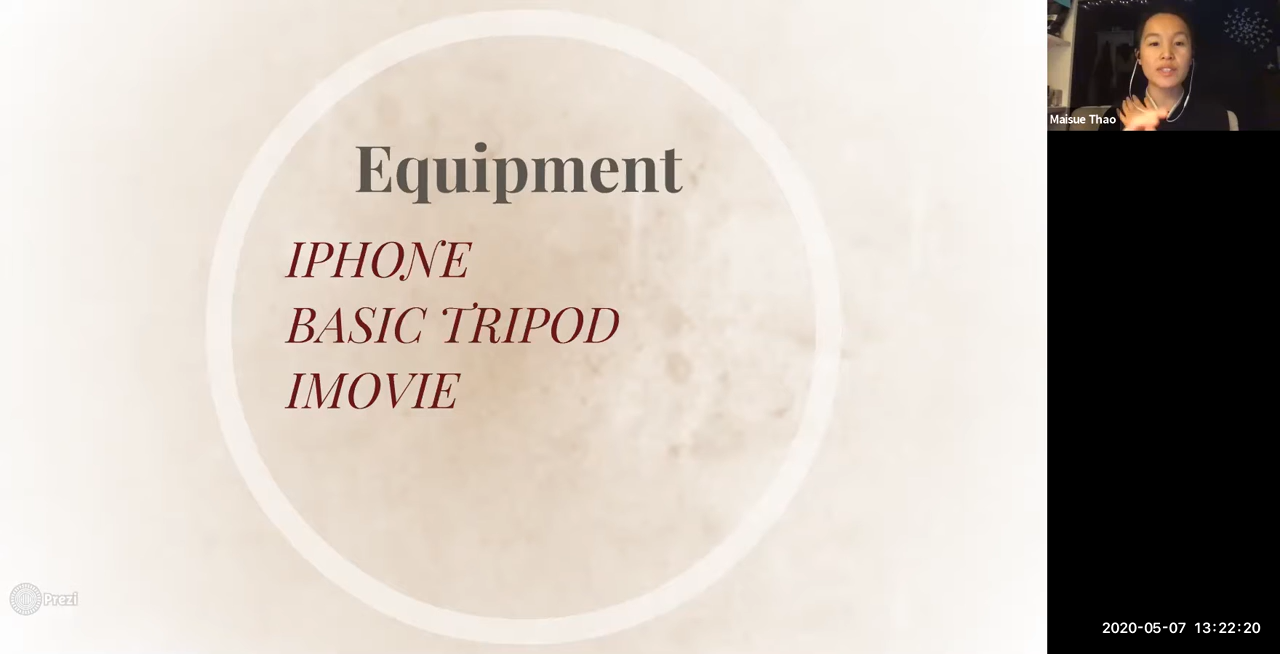 Equipment
IPHONE
BASIC TRIPOD
IMOVIE
Maisue Thao
Prezi
2020-05-07 13:22:20